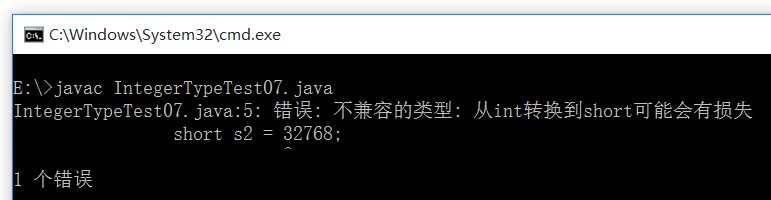 C:\Windows\System32\cmd.exe
E:\>javac IntegerTypeTest07.java
IntegerTypeTest07.java:5: 错误: 不兼容的类型: 从int转换到short可能会有损失
short s2 = 32768;
1 个错误